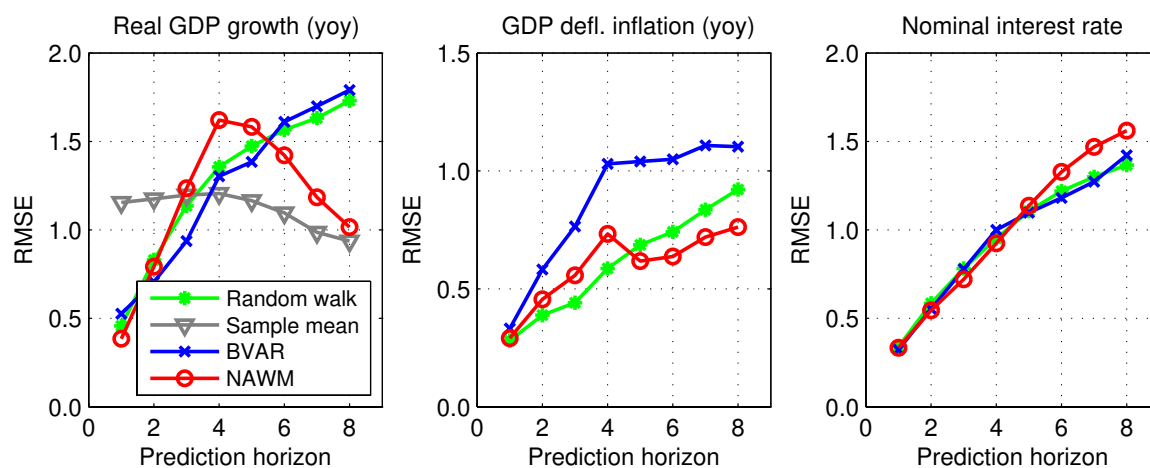 Real GDP growth (yoy)
2.0
1.5
1.0
0.5
0.0
RMSE
0 2 4 6 8
Prediction horizon
Random walk
Sample mean
BVAR
NAWM
GDP defl. inflation (yoy)
1.5
1.0
0.5
0.0
RMSE
0 2 4 6 8
Prediction horizon
Nominal interest rate
2.0
1.5
1.0
0.5
0.0
RMSE
0 2 4 6 8
Prediction horizon